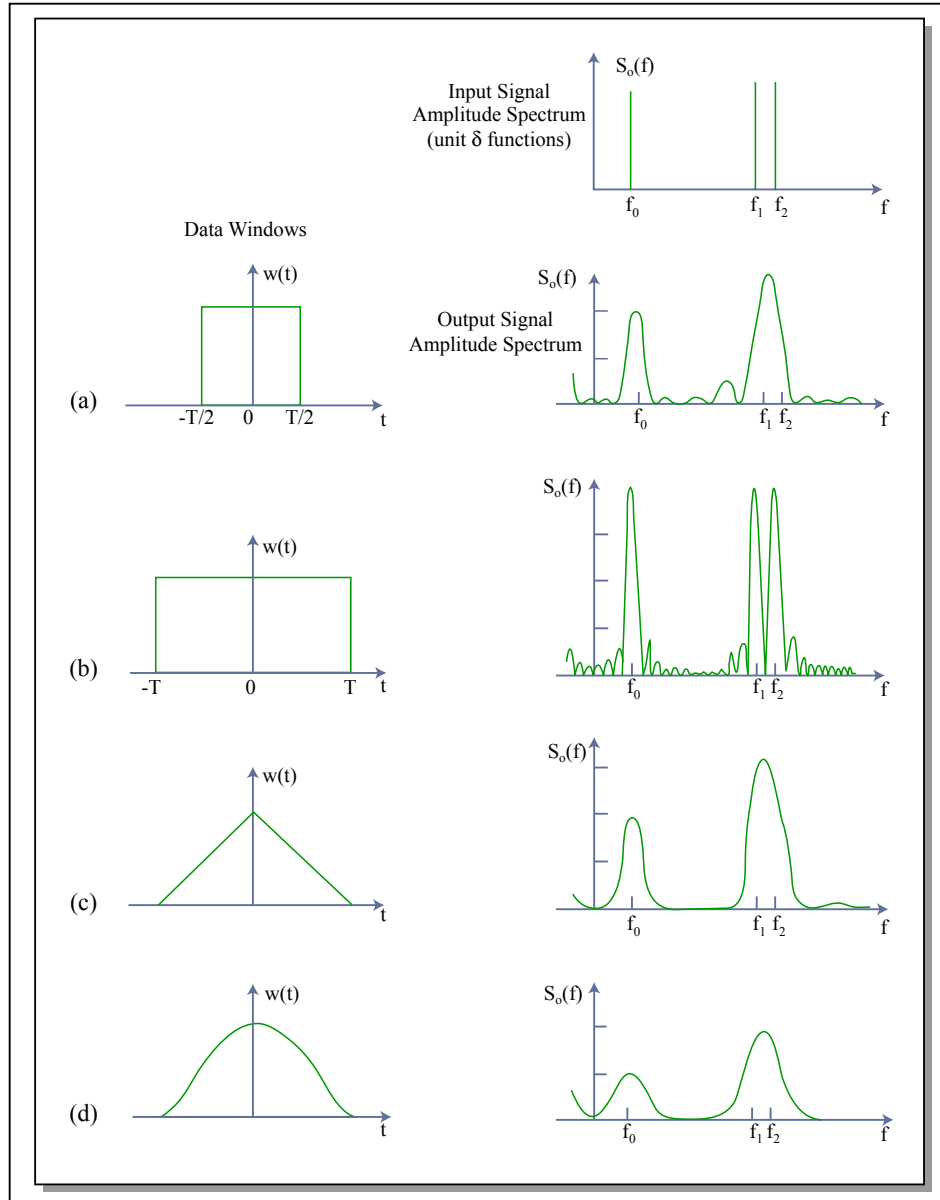 S₀(f)
Input Signal
Amplitude Spectrum
(unit δ functions)
f₀ f₁ f₂ f
Data Windows
w(t)
S₀(f)
Output Signal
Amplitude Spectrum
(a)
-T/2 0 T/2 t
f₀ f₁ f₂ f
w(t)
S₀(f)
(b)
-T 0 T t
f₀ f₁ f₂ f
w(t)
S₀(f)
(c)
t
f₀ f₁ f₂ f
w(t)
S₀(f)
(d)
t
f₀ f₁ f₂ f